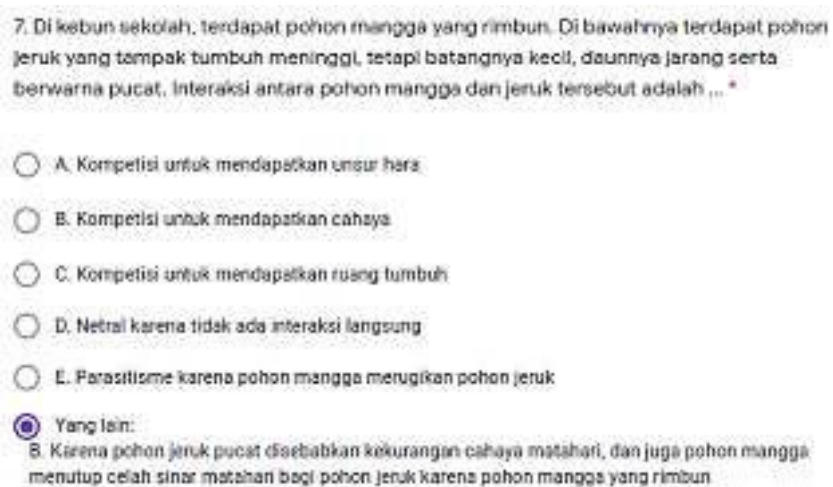 7. Di kebun sekolah, terdapat pohon mangga yang rimbun. Di bawahnya terdapat pohon
jeruk yang tampak tumbuh meninggi, tetapi batangnya kecil, daunnya jarang serta
berwarna pucat. Interaksi antara pohon mangga dan jeruk tersebut adalah ... *
A. Kompetisi untuk mendapatkan unsur hara
B. Kompetisi untuk mendapatkan cahaya
C. Kompetisi untuk mendapatkan ruang tumbuh
D. Netral karena tidak ada interaksi langsung
E. Parasitisme karena pohon mangga merugikan pohon jeruk
Yang lain:
B. Karena pohon jeruk pucat disebabkan kekurangan cahaya matahari, dan juga pohon mangga
menutup celah sinar matahari bagi pohon jeruk karena pohon mangga yang rimbun